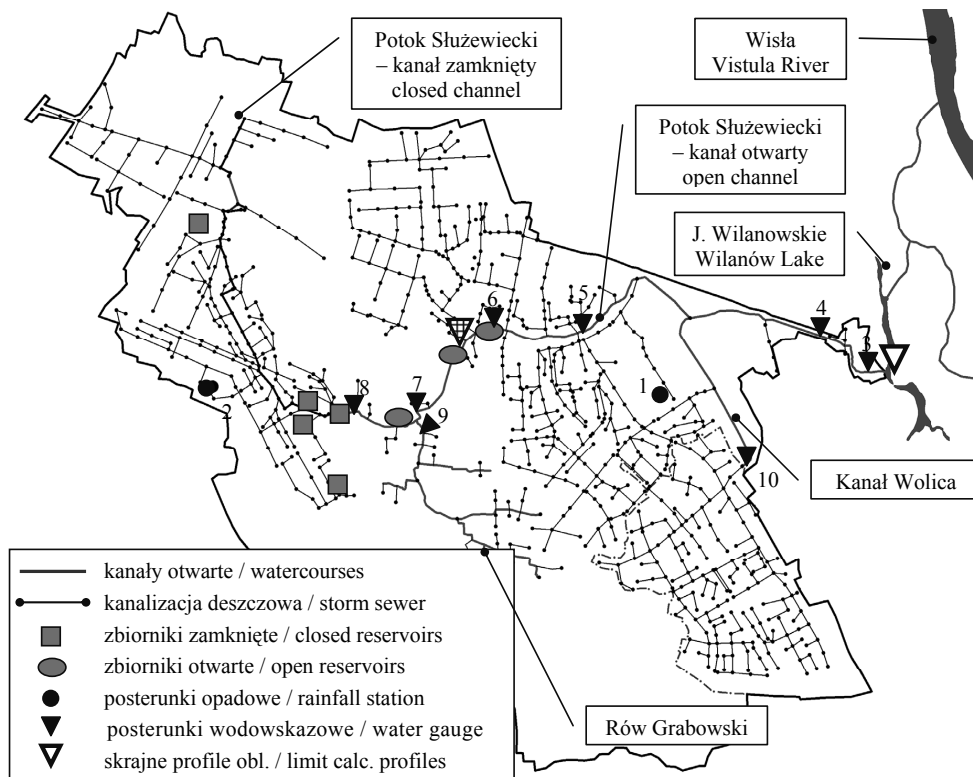 Potok Służewiecki
– kanał zamknięty
closed channel
Wisła
Vistula River
Potok Służewiecki
– kanał otwarty
open channel
J. Wilanowskie
Wilanów Lake
6
5
4
3
1
2
8
7
9
10
Kanał Wolica
kanały otwarte / watercourses
kanalizacja deszczowa / storm sewer
zbiorniki zamknięte / closed reservoirs
zbiorniki otwarte / open reservoirs
posterunki opadowe / rainfall station
posterunki wodowskazowe / water gauge
skrajne profile obl. / limit calc. profiles
Rów Grabowski